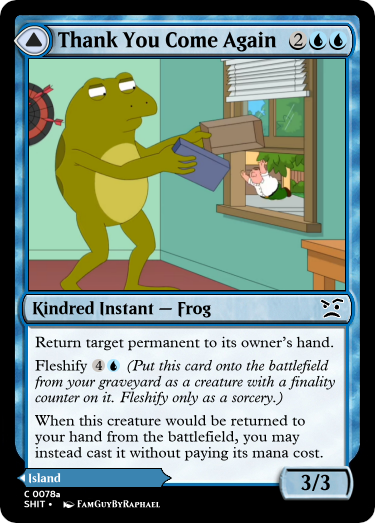 Thank You Come Again 2
Kindred Instant — Frog
Return target permanent to its owner's hand.
Fleshify 4 (Put this card onto the battlefield
from your graveyard as a creature with a finality
counter on it. Fleshify only as a sorcery.)
When this creature would be returned to
your hand from the battlefield, you may
instead cast it without paying its mana cost.
Island
3/3
C 0078a
SHIT • FamGuyByRaphael